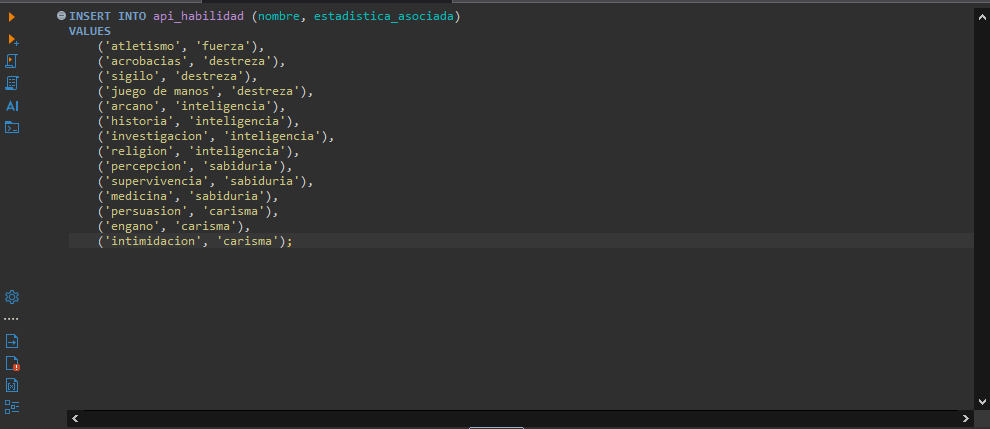 INSERT INTO api_habilidad (nombre, estadistica_asociada)
VALUES
('atletismo', 'fuerza'),
('acrobacias', 'destreza'),
('sigilo', 'destreza'),
('juego de manos', 'destreza'),
('arcano', 'inteligencia'),
('historia', 'inteligencia'),
('investigacion', 'inteligencia'),
('religion', 'inteligencia'),
('percepcion', 'sabiduria'),
('supervivencia', 'sabiduria'),
('medicina', 'sabiduria'),
('persuasion', 'carisma'),
('engano', 'carisma'),
('intimidacion', 'carisma');
AI